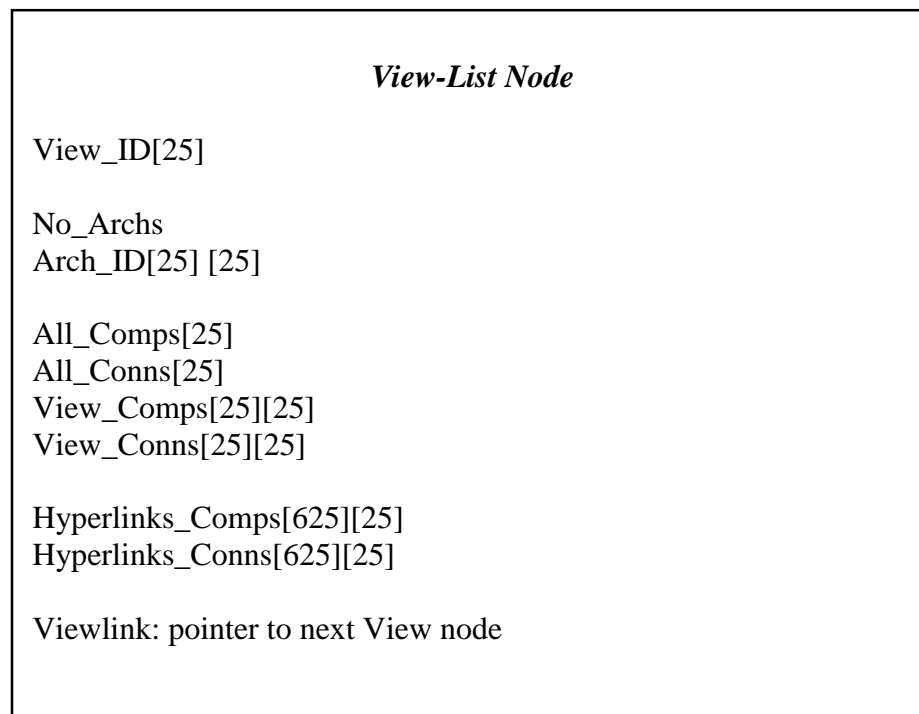 View-List Node
View_ID[25]
No_Archs
Arch_ID[25] [25]
All_Comps[25]
All_Conns[25]
View_Comps[25][25]
View_Conns[25][25]
Hyperlinks_Comps[625][25]
Hyperlinks_Conns[625][25]
Viewlink: pointer to next View node